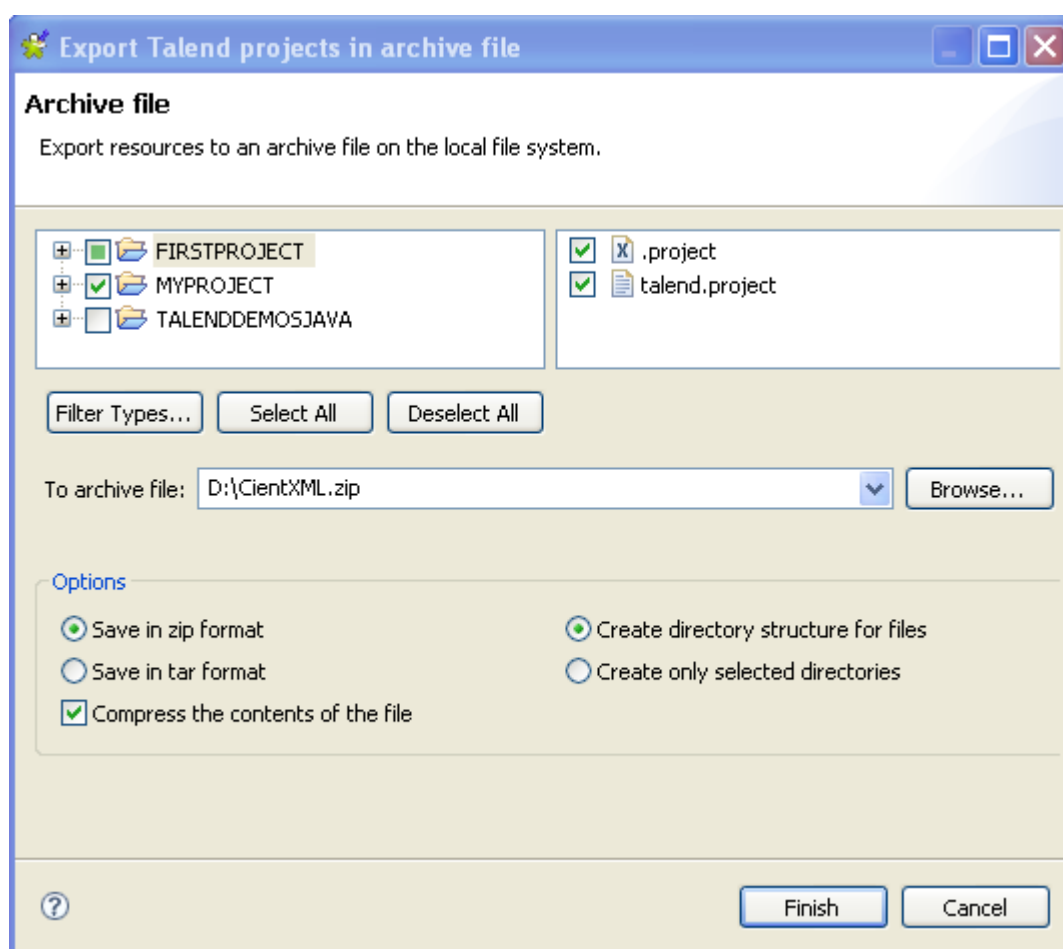 Export Talend projects in archive file
Archive file
Export resources to an archive file on the local file system.
FIRSTPROJECT
MYPROJECT
TALENDDEMOSJAVA
.project
talend.project
Filter Types... Select All Deselect All
To archive file: D:\CientXML.zip Browse...
Options
Save in zip format Create directory structure for files
Save in tar format Create only selected directories
Compress the contents of the file
? Finish Cancel